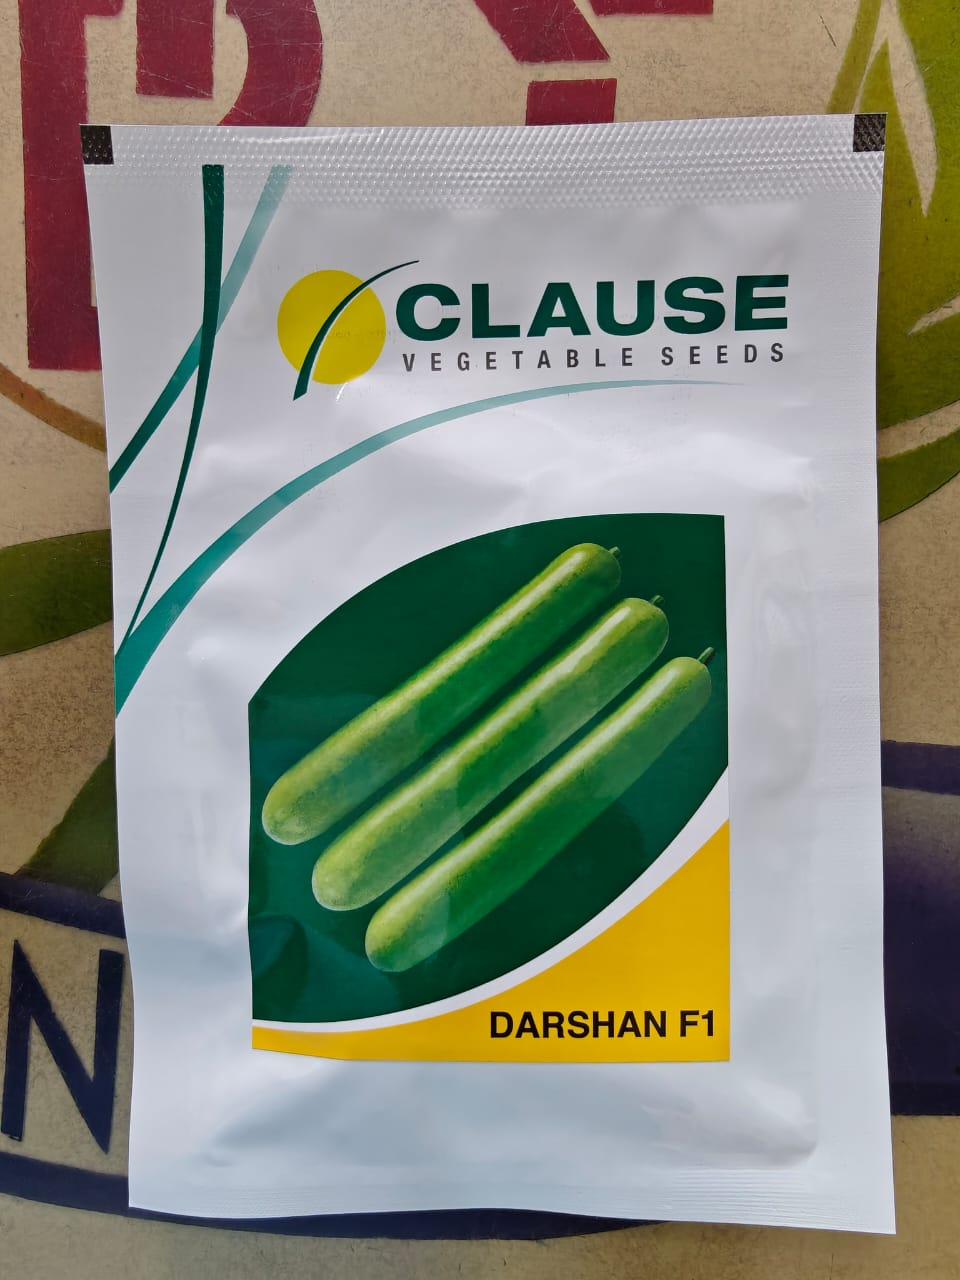 CLAUSE
VEGETABLE SEEDS
DARSHAN F1
N